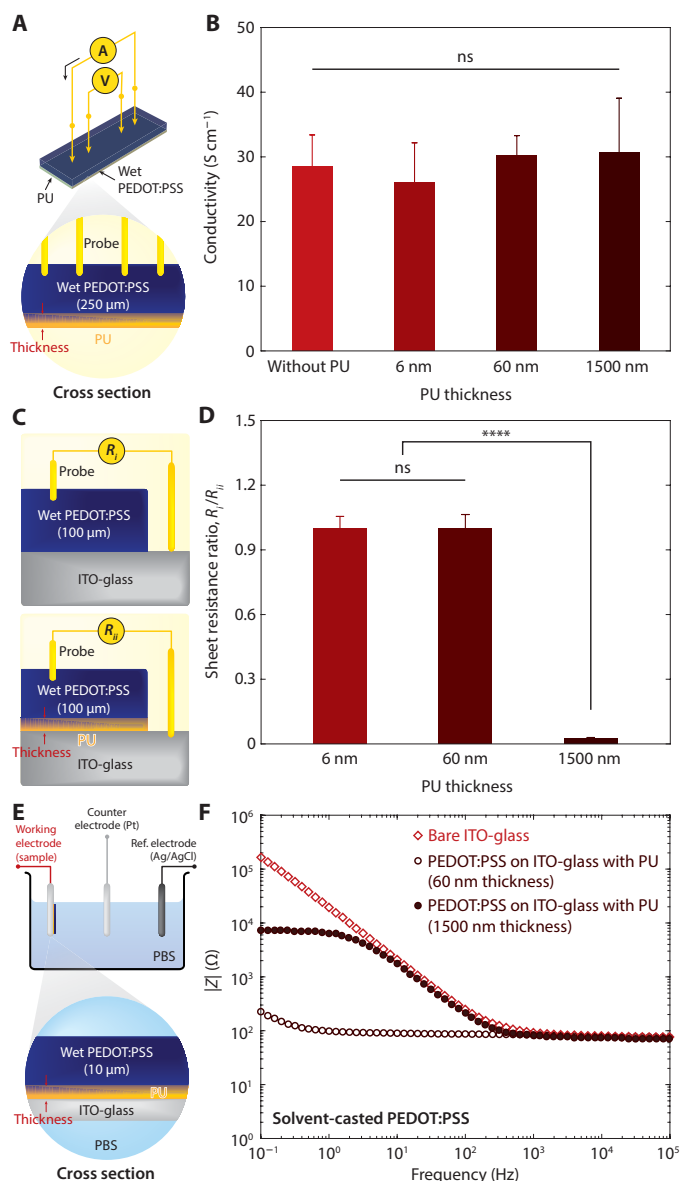 A
A
V
PU
Wet
PEDOT:PSS
Probe
Wet PEDOT:PSS
(250 μm)
Thickness
PU
Cross section
B
ns
50
40
30
20
10
0
Conductivity (S cm⁻¹)
Without PU
6 nm
60 nm
1500 nm
PU thickness
C
Rᵢ
Probe
Wet PEDOT:PSS
(100 μm)
ITO-glass
Rᵢᵢ
Probe
Wet PEDOT:PSS
(100 μm)
Thickness
PU
ITO-glass
D
****
ns
1.5
1.2
0.9
0.6
0.3
0
Sheet resistance ratio, Rᵢ/Rᵢᵢ
6 nm
60 nm
1500 nm
PU thickness
E
Counter
electrode (Pt)
Working
electrode
(sample)
Ref. electrode
(Ag/AgCl)
PBS
Wet PEDOT:PSS
(10 μm)
PU
Thickness
ITO-glass
PBS
Cross section
F
10⁶
10⁵
10⁴
10³
10²
10¹
10⁰
|Z| (Ω)
Bare ITO-glass
PEDOT:PSS on ITO-glass with PU
(60 nm thickness)
PEDOT:PSS on ITO-glass with PU
(1500 nm thickness)
Solvent-casted PEDOT:PSS
10⁻¹
10⁰
10¹
10²
10³
10⁴
10⁵
Frequency (Hz)